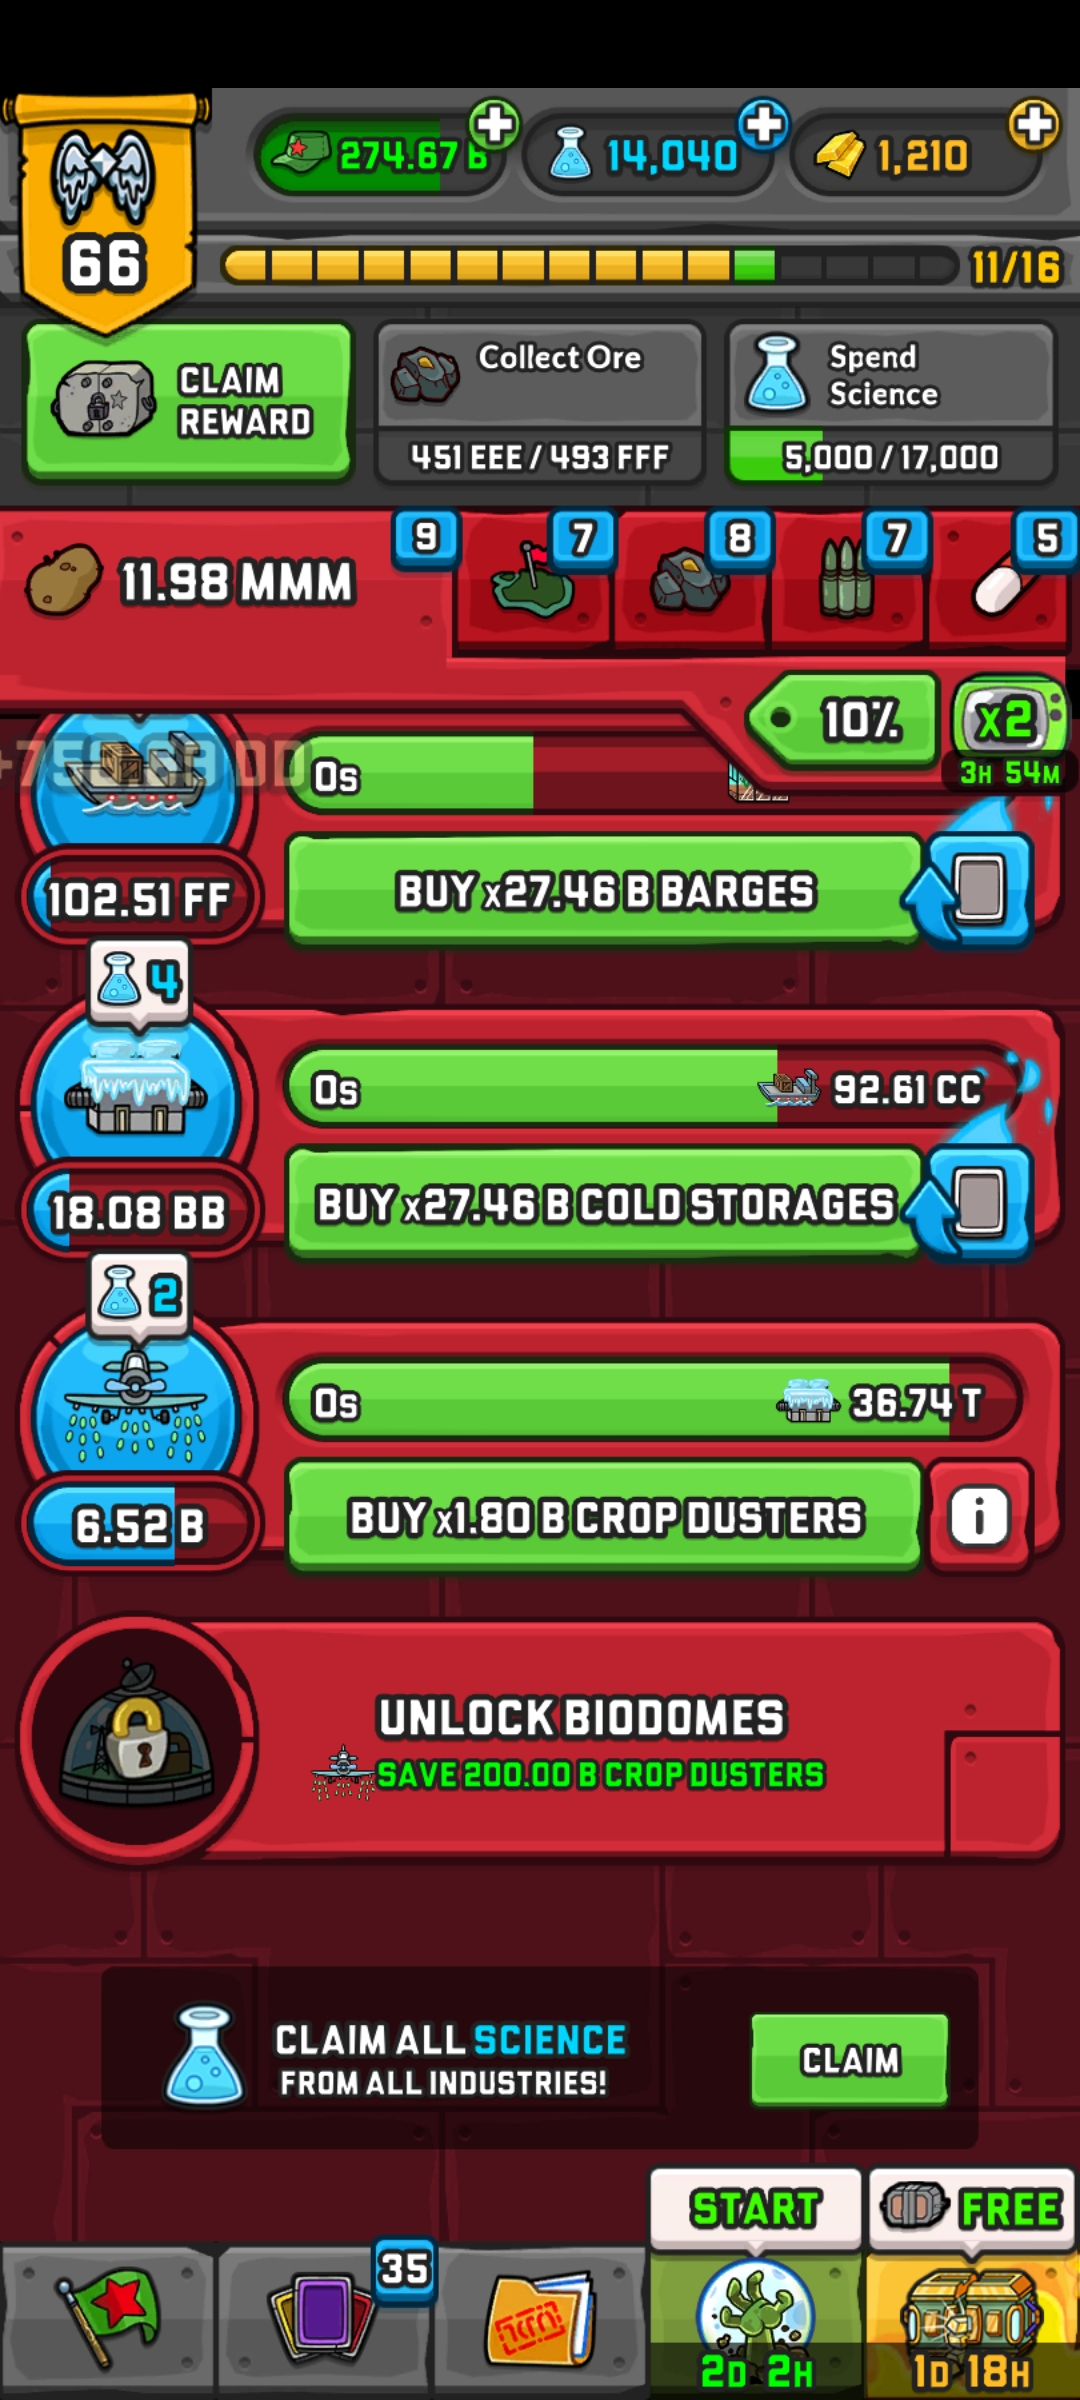 274.67 B
14,040
1,210
66
11/16
CLAIM
REWARD
Collect Ore
451 EEE / 493 FFF
Spend
Science
5,000 / 17,000
11.98 MMM
9
7
8
7
5
10%
x2
3H 54M
0s
102.51 FF
BUY x27.46 B BARGES
4
0s
92.61 CC
18.08 BB
BUY x27.46 B COLD STORAGES
2
0s
36.74 T
6.52 B
BUY x1.80 B CROP DUSTERS
i
UNLOCK BIODOMES
SAVE 200.00 B CROP DUSTERS
CLAIM ALL SCIENCE
FROM ALL INDUSTRIES!
CLAIM
START
FREE
35
2D 2H
1D 18H